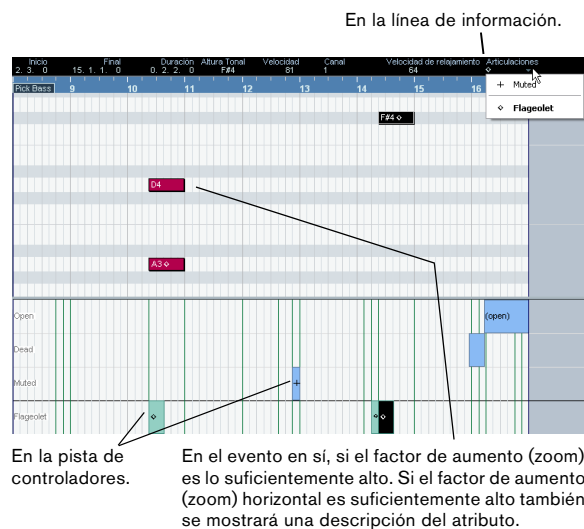 En la línea de información.
Inicio Final Duración Altura Tonal Velocidad Canal Velocidad de relajamiento Articulaciones
2. 3. 0 15. 1. 1. 0 0. 2. 2. 0 F#4 81 1 64
Pick Bass 9 10 11 12 13 14 15 16
+ Muted
Flageolet
F#4
D4
A3
Open (open)
Dead
Muted +
Flageolet
En la pista de
controladores.
En el evento en sí, si el factor de aumento (zoom)
es lo suficientemente alto. Si el factor de aumento
(zoom) horizontal es suficientemente alto también
se mostrará una descripción del atributo.